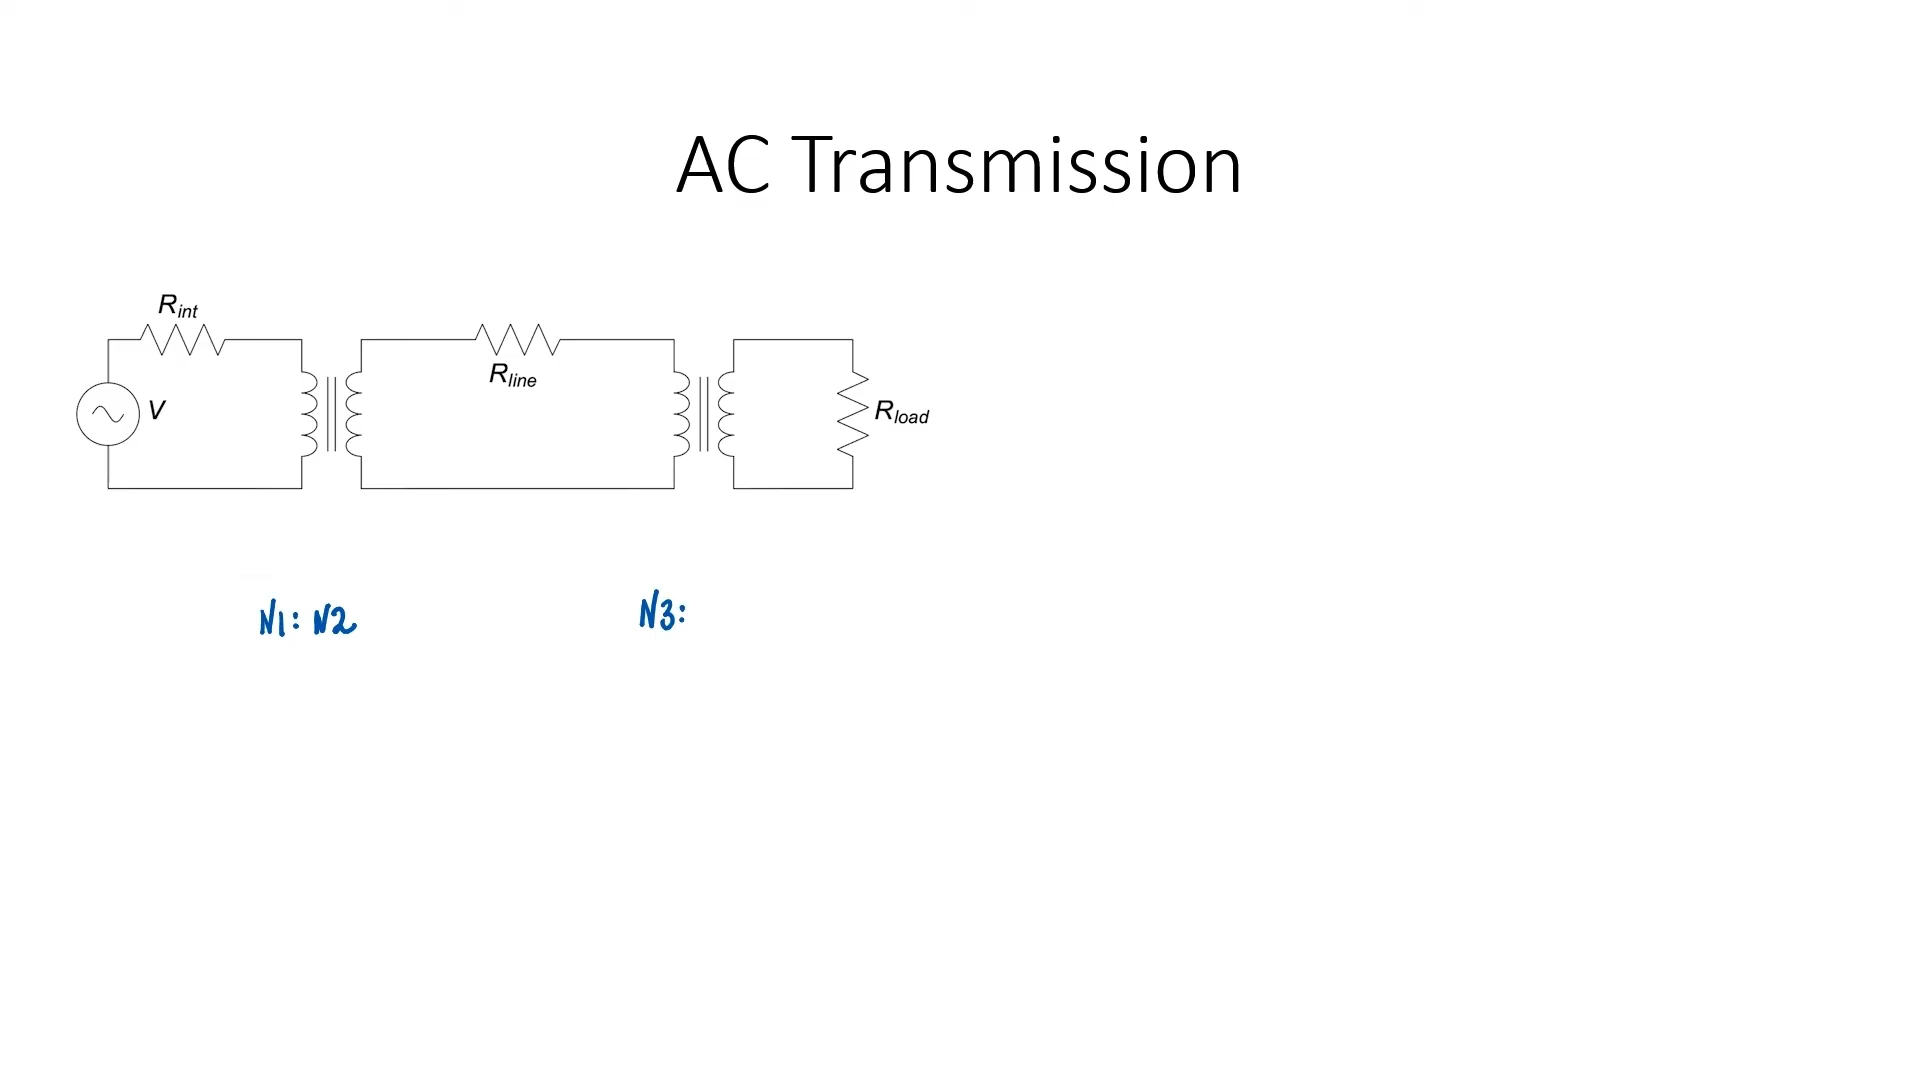 AC Transmission
Rint
Rline
V
Rload
N1: N2
N3: